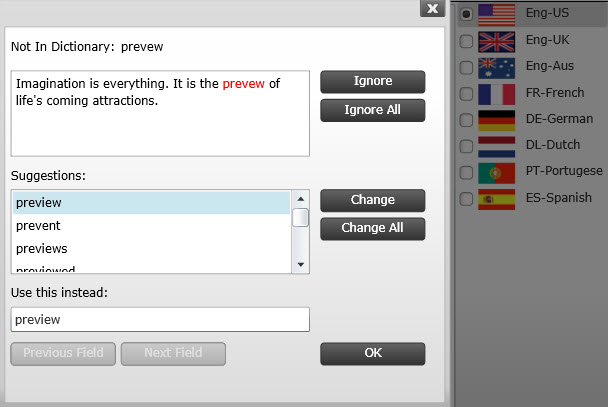 Not In Dictionary: prevew
Imagination is everything. It is the prevew of
life's coming attractions.
Ignore
Ignore All
Suggestions:
preview
prevent
previews
previewed
Change
Change All
Use this instead:
preview
Previous Field
Next Field
OK
Eng-US
Eng-UK
Eng-Aus
FR-French
DE-German
DL-Dutch
PT-Portugese
ES-Spanish